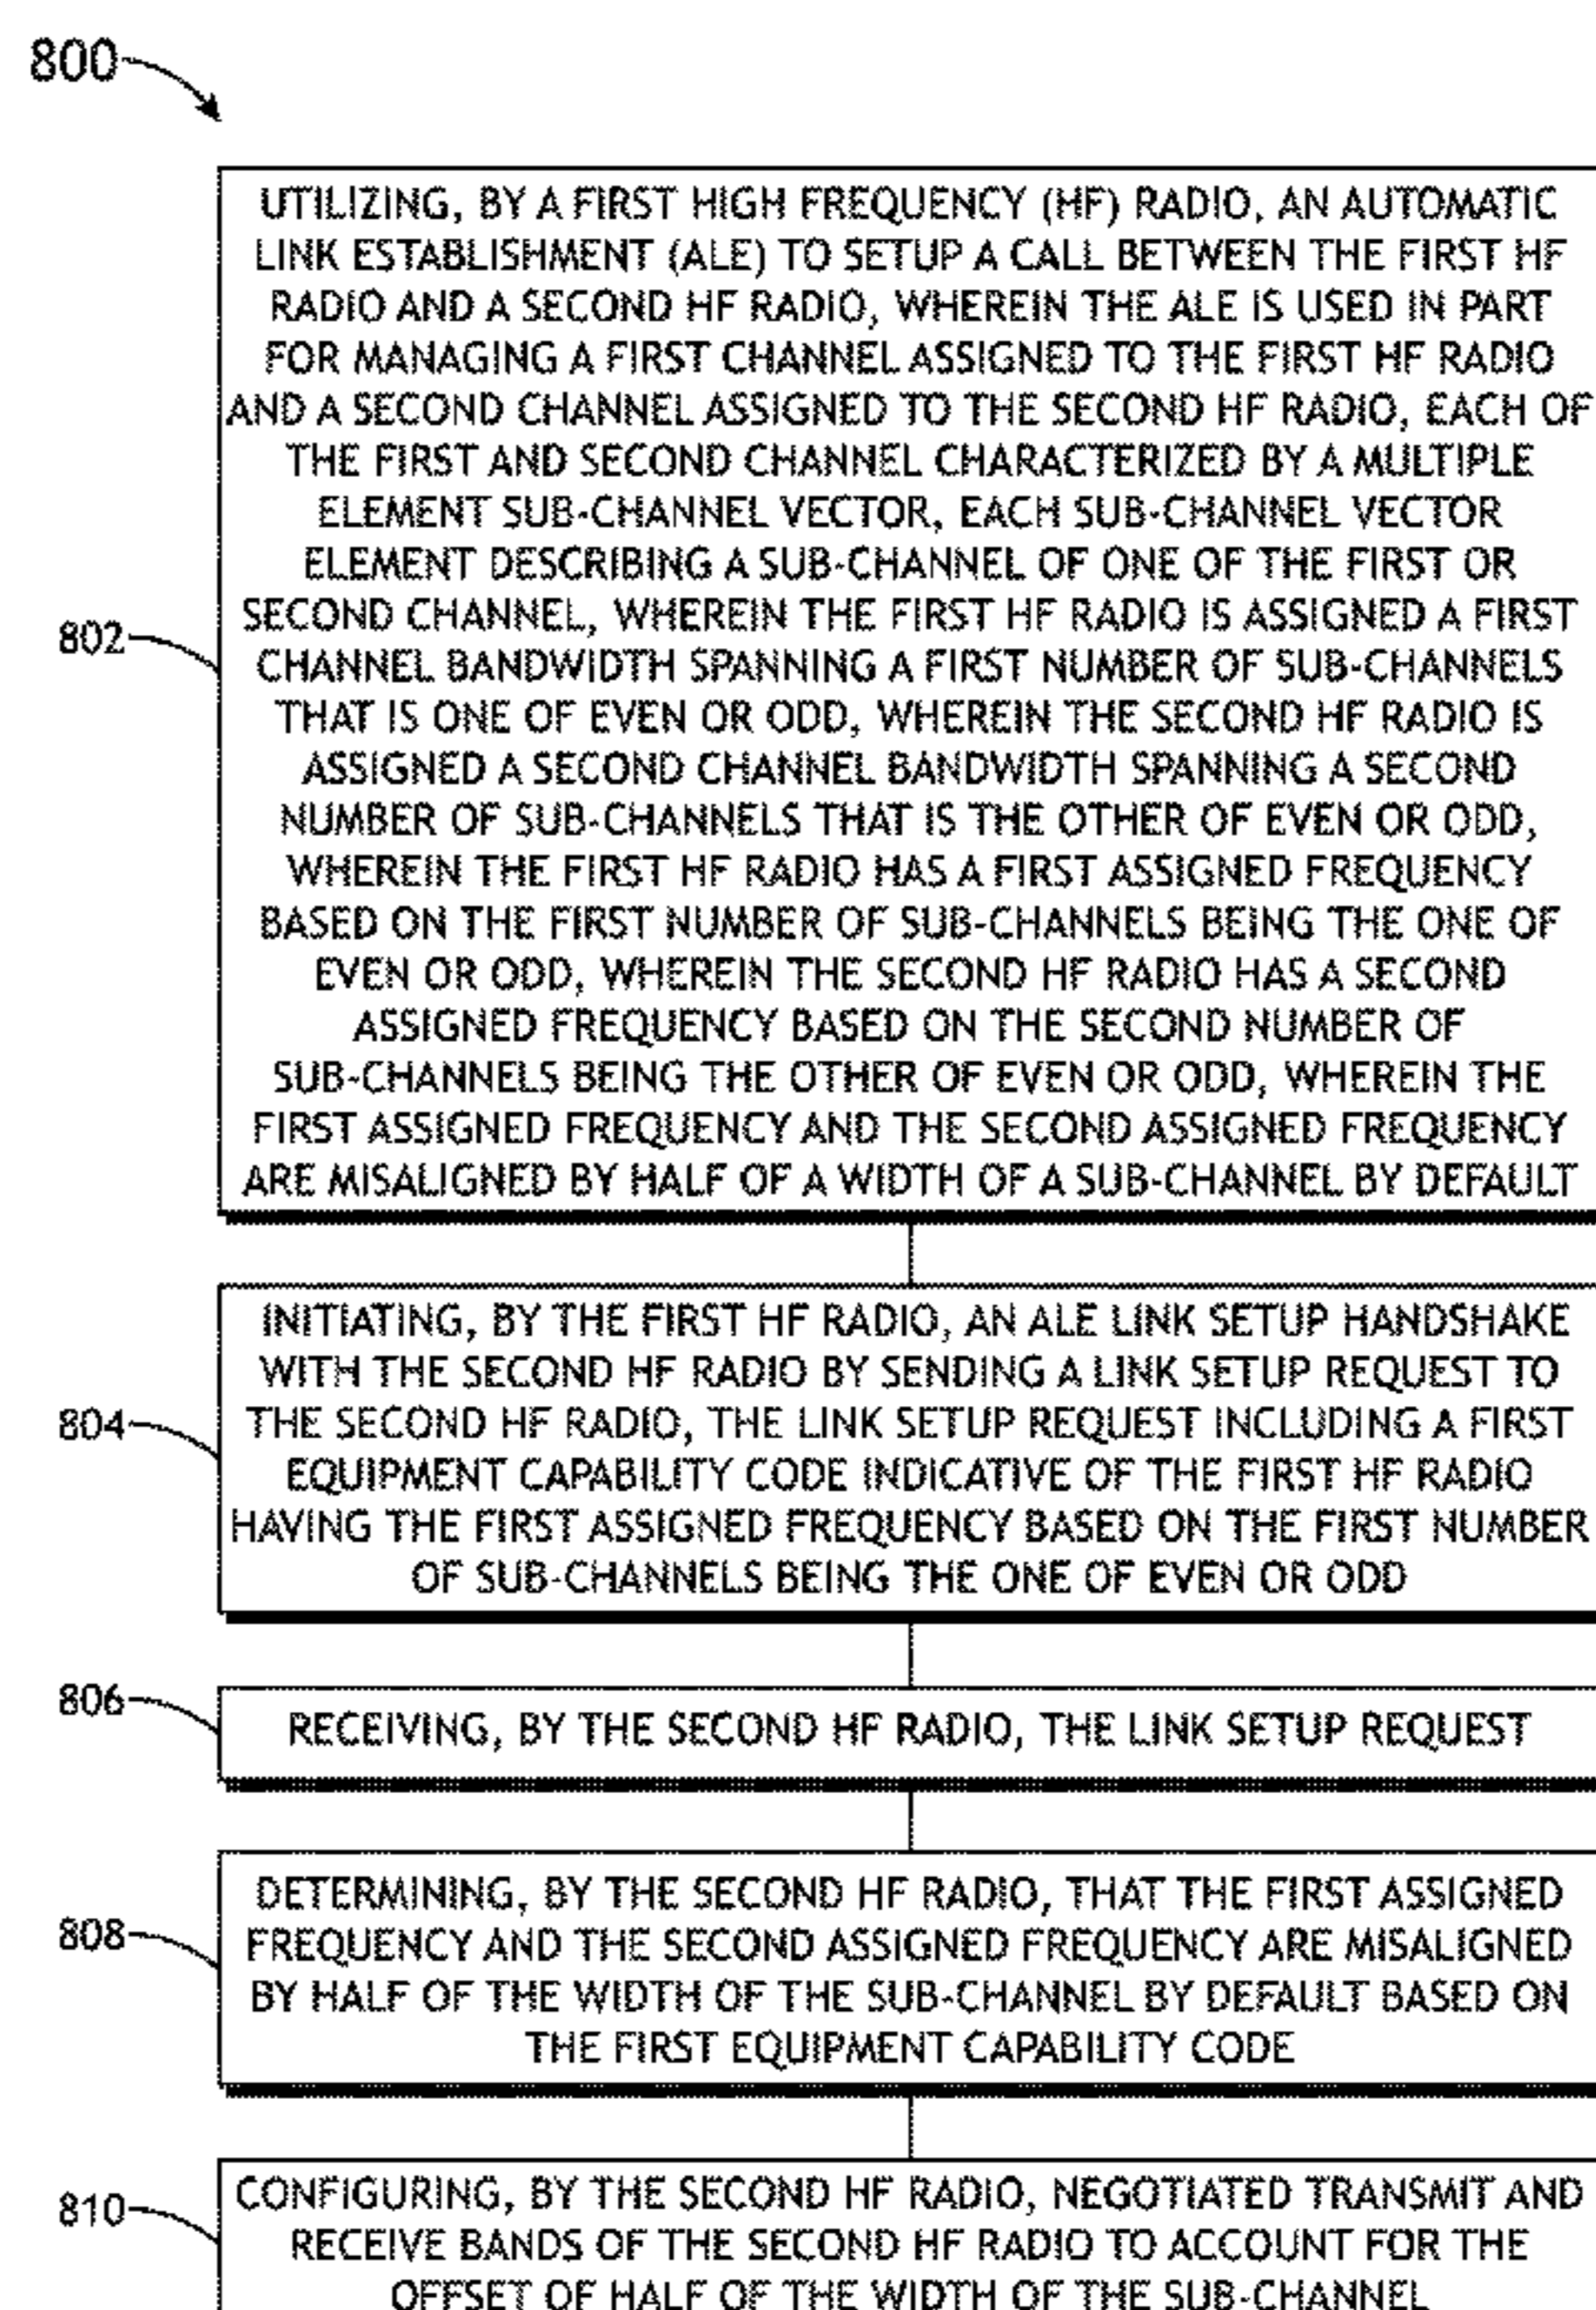 800
UTILIZING, BY A FIRST HIGH FREQUENCY (HF) RADIO, AN AUTOMATIC
LINK ESTABLISHMENT (ALE) TO SETUP A CALL BETWEEN THE FIRST HF
RADIO AND A SECOND HF RADIO, WHEREIN THE ALE IS USED IN PART
FOR MANAGING A FIRST CHANNEL ASSIGNED TO THE FIRST HF RADIO
AND A SECOND CHANNEL ASSIGNED TO THE SECOND HF RADIO, EACH OF
THE FIRST AND SECOND CHANNEL CHARACTERIZED BY A MULTIPLE
ELEMENT SUB-CHANNEL VECTOR, EACH SUB-CHANNEL VECTOR
ELEMENT DESCRIBING A SUB-CHANNEL OF ONE OF THE FIRST OR
SECOND CHANNEL, WHEREIN THE FIRST HF RADIO IS ASSIGNED A FIRST
802
CHANNEL BANDWIDTH SPANNING A FIRST NUMBER OF SUB-CHANNELS
THAT IS ONE OF EVEN OR ODD, WHEREIN THE SECOND HF RADIO IS
ASSIGNED A SECOND CHANNEL BANDWIDTH SPANNING A SECOND
NUMBER OF SUB-CHANNELS THAT IS THE OTHER OF EVEN OR ODD,
WHEREIN THE FIRST HF RADIO HAS A FIRST ASSIGNED FREQUENCY
BASED ON THE FIRST NUMBER OF SUB-CHANNELS BEING THE ONE OF
EVEN OR ODD, WHEREIN THE SECOND HF RADIO HAS A SECOND
ASSIGNED FREQUENCY BASED ON THE SECOND NUMBER OF
SUB-CHANNELS BEING THE OTHER OF EVEN OR ODD, WHEREIN THE
FIRST ASSIGNED FREQUENCY AND THE SECOND ASSIGNED FREQUENCY
ARE MISALIGNED BY HALF OF A WIDTH OF A SUB-CHANNEL BY DEFAULT
INITIATING, BY THE FIRST HF RADIO, AN ALE LINK SETUP HANDSHAKE
WITH THE SECOND HF RADIO BY SENDING A LINK SETUP REQUEST TO
804
THE SECOND HF RADIO, THE LINK SETUP REQUEST INCLUDING A FIRST
EQUIPMENT CAPABILITY CODE INDICATIVE OF THE FIRST HF RADIO
HAVING THE FIRST ASSIGNED FREQUENCY BASED ON THE FIRST NUMBER
OF SUB-CHANNELS BEING THE ONE OF EVEN OR ODD
806
RECEIVING, BY THE SECOND HF RADIO, THE LINK SETUP REQUEST
DETERMINING, BY THE SECOND HF RADIO, THAT THE FIRST ASSIGNED
808
FREQUENCY AND THE SECOND ASSIGNED FREQUENCY ARE MISALIGNED
BY HALF OF THE WIDTH OF THE SUB-CHANNEL BY DEFAULT BASED ON
THE FIRST EQUIPMENT CAPABILITY CODE
810
CONFIGURING, BY THE SECOND HF RADIO, NEGOTIATED TRANSMIT AND
RECEIVE BANDS OF THE SECOND HF RADIO TO ACCOUNT FOR THE
OFFSET OF HALF OF THE WIDTH OF THE SUB-CHANNEL